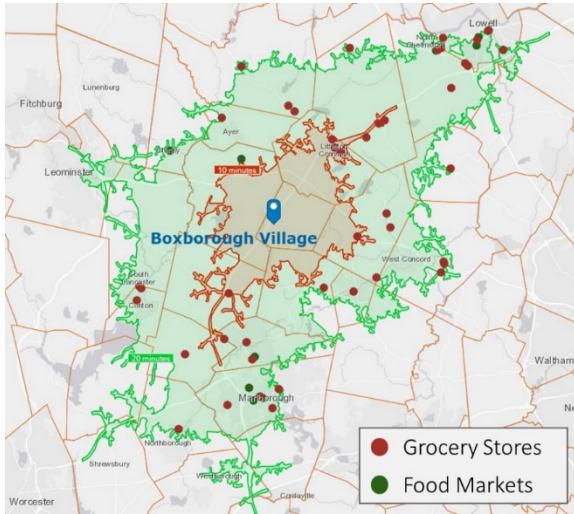 Lowell
North
Chelmsford
Lunenburg
Fitchburg
Ayer
Shirley
Littleton
Common
Leominster
10 minutes
Boxborough Village
West Concord
South
Lancaster
Clinton
20 minutes
Waltham
Marlborough
Northborough
Shrewsbury
Westborough
Cordaville
Worcester
Grocery Stores
Food Markets